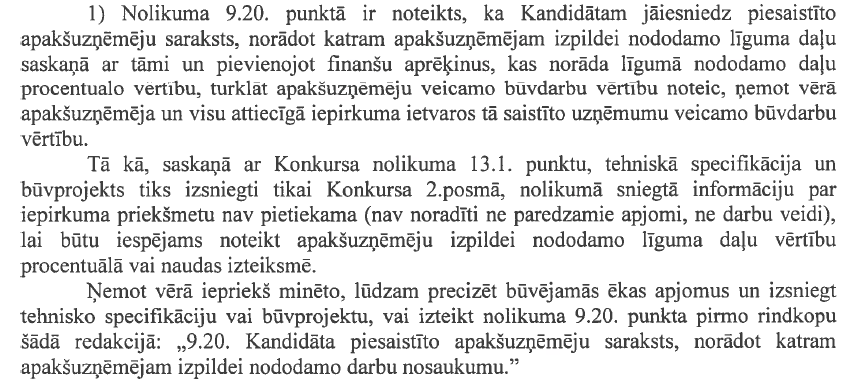 1) Nolikuma 9.20. punktā ir noteikts, ka Kandidātam jāiesniedz piesaistīto
apakšuzņēmēju saraksts, norādot katram apakšuzņēmējam izpildei nododamo līguma daļu
saskaņā ar tāmi un pievienojot finanšu aprēķinus, kas norāda līgumā nododamo daļu
procentuālo vērtību, turklāt apakšuzņēmēju veicamo būvdarbu vērtību noteic, ņemot vērā
apakšuzņēmēja un visu attiecīgā iepirkuma ietvaros tā saistīto uzņēmumu veicamo būvdarbu
vērtību.
Tā kā, saskaņā ar Konkursa nolikuma 13.1. punktu, tehniskā specifikācija un
būvprojekts tiks izsniegti tikai Konkursa 2.posmā, nolikumā sniegtā informāciju par
iepirkuma priekšmetu nav pietiekama (nav noradīti ne paredzamie apjomi, ne darbu veidi),
lai būtu iespējams noteikt apakšuzņēmēju izpildei nododamo līguma daļu vērtību
procentuālā vai naudas izteiksmē.
Ņemot vērā iepriekš minēto, lūdzam precizēt būvējamās ēkas apjomus un izsniegt
tehnisko specifikāciju vai būvprojektu, vai izteikt nolikuma 9.20. punkta pirmo rindkopu
šādā redakcijā: „9.20. Kandidāta piesaistīto apakšuzņēmēju saraksts, norādot katram
apakšuzņēmējam izpildei nododamo darbu nosaukumu.”